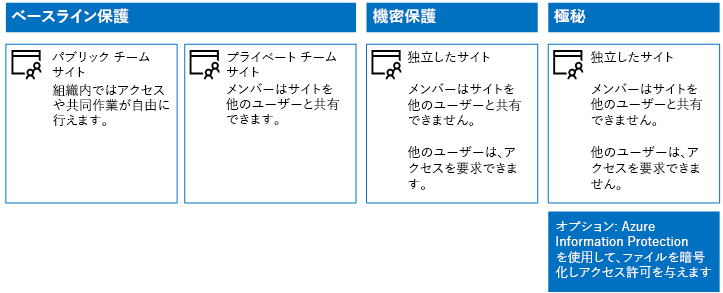 ベースライン保護
機密保護
極秘
パブリック チーム
サイト
組織内ではアクセス
や共同作業が自由に
行えます。
プライベート チーム
サイト
メンバーはサイトを
他のユーザーと共有
できます。
独立したサイト
メンバーはサイトを
他のユーザーと共有
できません。
他のユーザーは、ア
クセスを要求できま
す。
独立したサイト
メンバーはサイトを
他のユーザーと共有
できません。
他のユーザーは、ア
クセスを要求できま
せん。
オプション: Azure
Information Protection
を使用して、ファイルを暗号
化しアクセス許可を与えます